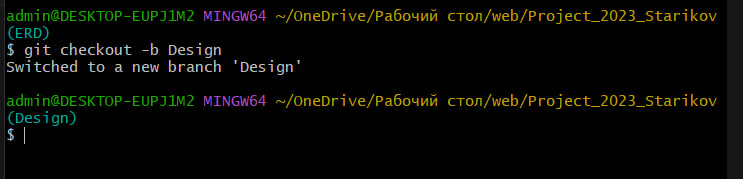 admin@DESKTOP-EUPJ1M2 MINGW64 ~/OneDrive/Рабочий стол/web/Project_2023_Starikov
(ERD)
$ git checkout -b Design
Switched to a new branch 'Design'
admin@DESKTOP-EUPJ1M2 MINGW64 ~/OneDrive/Рабочий стол/web/Project_2023_Starikov
(Design)
$